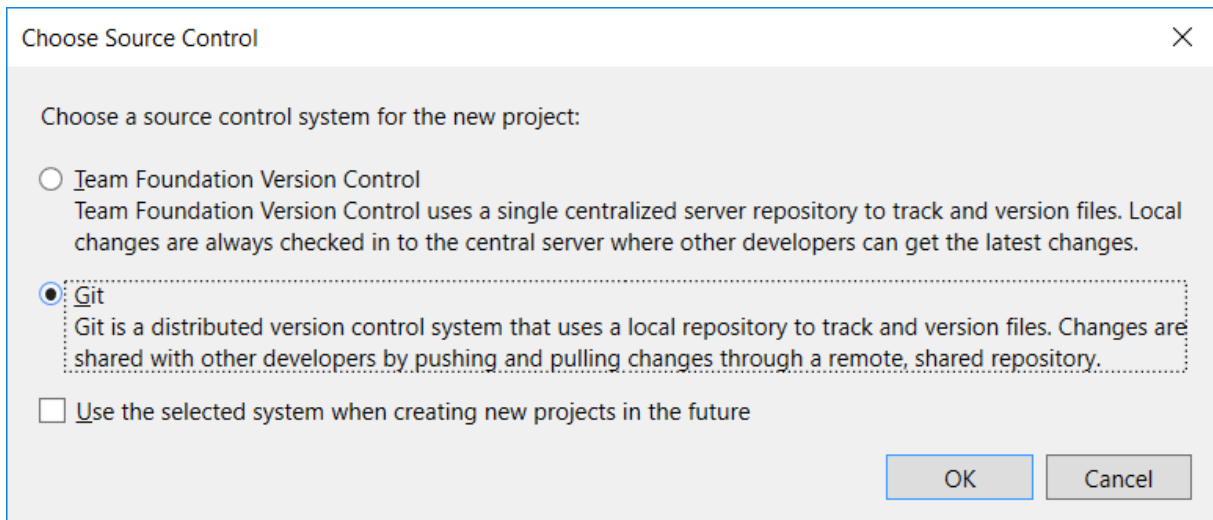 Choose Source Control
Choose a source control system for the new project:
Team Foundation Version Control
Team Foundation Version Control uses a single centralized server repository to track and version files. Local
changes are always checked in to the central server where other developers can get the latest changes.
Git
Git is a distributed version control system that uses a local repository to track and version files. Changes are
shared with other developers by pushing and pulling changes through a remote, shared repository.
Use the selected system when creating new projects in the future
OK Cancel